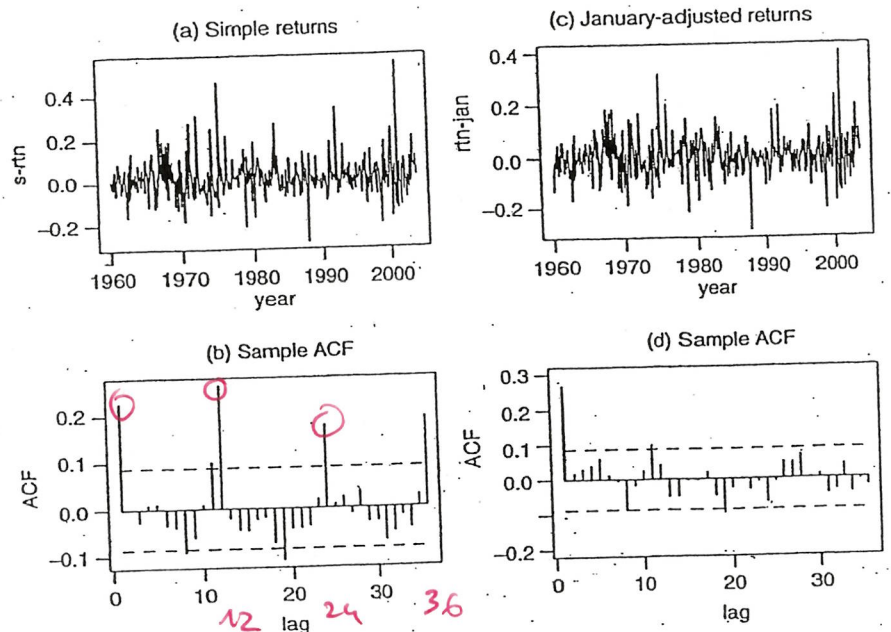 (a) Simple returns
s-rtn
0.4
0.2
0.0
−0.2
1960 1970 1980 1990 2000
year
(c) January-adjusted returns
rtn-jan
0.4
0.2
0.0
−0.2
1960 1970 1980 1990 2000
year
(b) Sample ACF
ACF
0.2
0.1
0.0
−0.1
0 10 20 30
lag
12 24 36
(d) Sample ACF
ACF
0.3
0.2
0.1
0.0
−0.2
0 10 20 30
lag